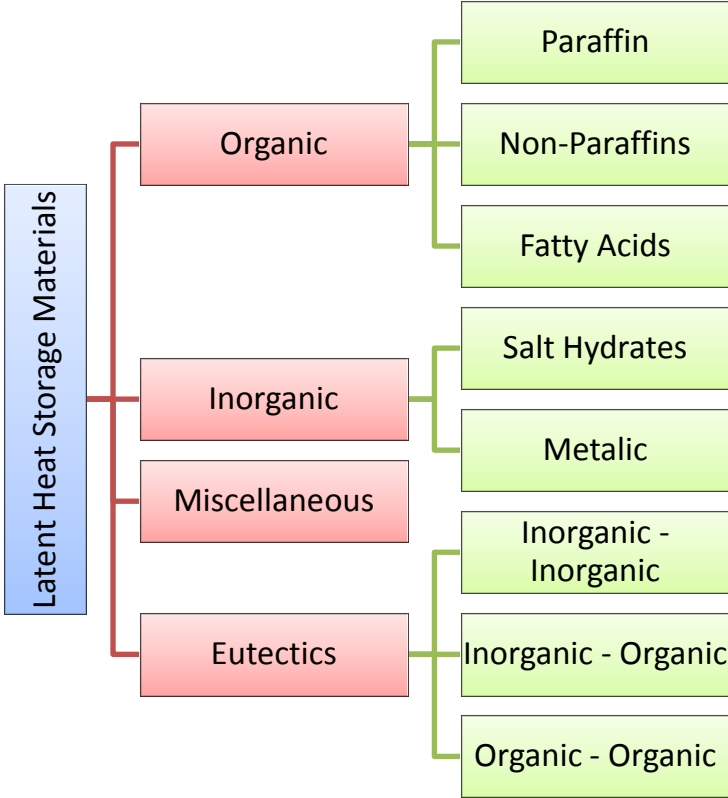 Latent Heat Storage Materials
Organic
Paraffin
Non-Paraffins
Fatty Acids
Inorganic
Salt Hydrates
Metalic
Miscellaneous
Eutectics
Inorganic -
Inorganic
Inorganic - Organic
Organic - Organic